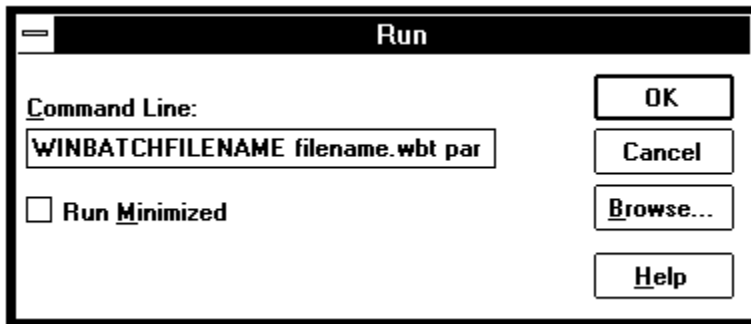 Run
Command Line:
WINBATCHFILENAME filename.wbt par
Run Minimized
OK
Cancel
Browse...
Help